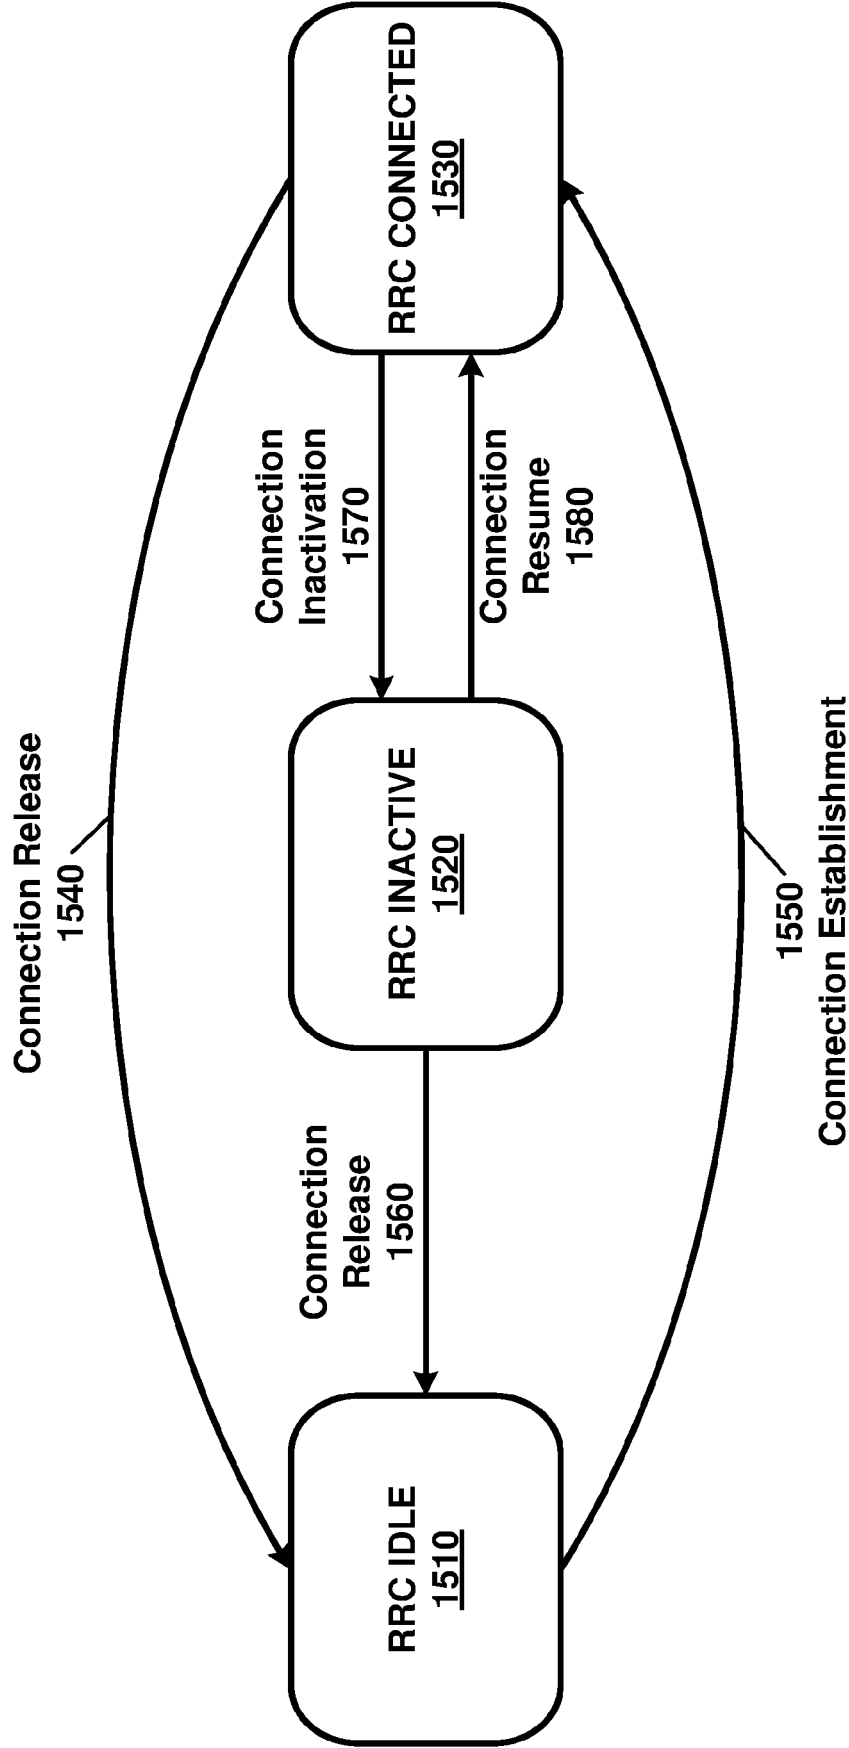 Connection Release
1540
RRC IDLE
1510
Connection
Release
1560
RRC INACTIVE
1520
Connection
Inactivation
1570
Connection
Resume
1580
RRC CONNECTED
1530
1550
Connection Establishment